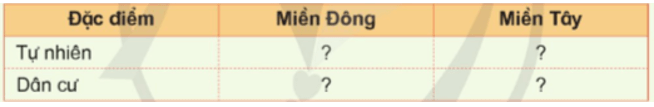 Đặc điểm Miền Đông Miền Tây
Tự nhiên ? ?
Dân cư ? ?